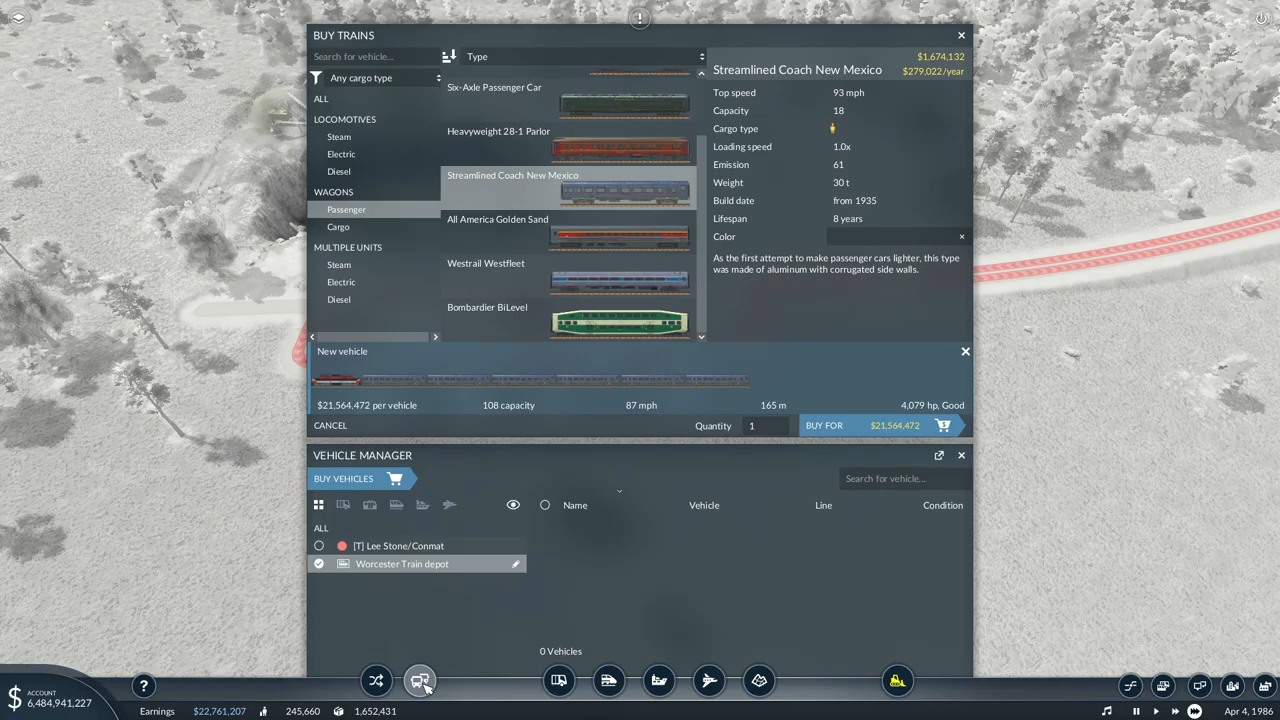 BUY TRAINS
Search for vehicle...
Type
Any cargo type
ALL
LOCOMOTIVES
Steam
Electric
Diesel
WAGONS
Passenger
Cargo
MULTIPLE UNITS
Steam
Electric
Diesel
Six-Axle Passenger Car
Heavyweight 28-1 Parlor
Streamlined Coach New Mexico
All America Golden Sand
Westrail Westfleet
Bombardier BiLevel
$1,674,132
Streamlined Coach New Mexico $279,022/year
Top speed 93 mph
Capacity 18
Cargo type
Loading speed 1.0x
Emission 61
Weight 30 t
Build date from 1935
Lifespan 8 years
Color
As the first attempt to make passenger cars lighter, this type
was made of aluminum with corrugated side walls.
New vehicle
$21,564,472 per vehicle 108 capacity 87 mph 165 m 4,079 hp, Good
CANCEL Quantity 1 BUY FOR $21,564,472
VEHICLE MANAGER
BUY VEHICLES Search for vehicle...
Name Vehicle Line Condition
ALL
[T] Lee Stone/Conmat
Worcester Train depot
0 Vehicles
$ ACCOUNT
6,484,941,227
?
Earnings $22,761,207 245,660 1,652,431 Apr 4, 1986